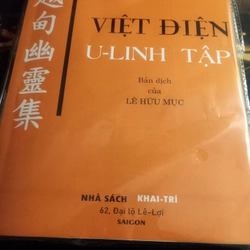 越甸幽靈集
VIỆT ĐIỆN
U-LINH TẬP
Bản dịch
của
LÊ HỮU MỤC
NHÀ SÁCH KHAI-TRÍ
62, Đại lộ Lê-Lợi
SAIGON